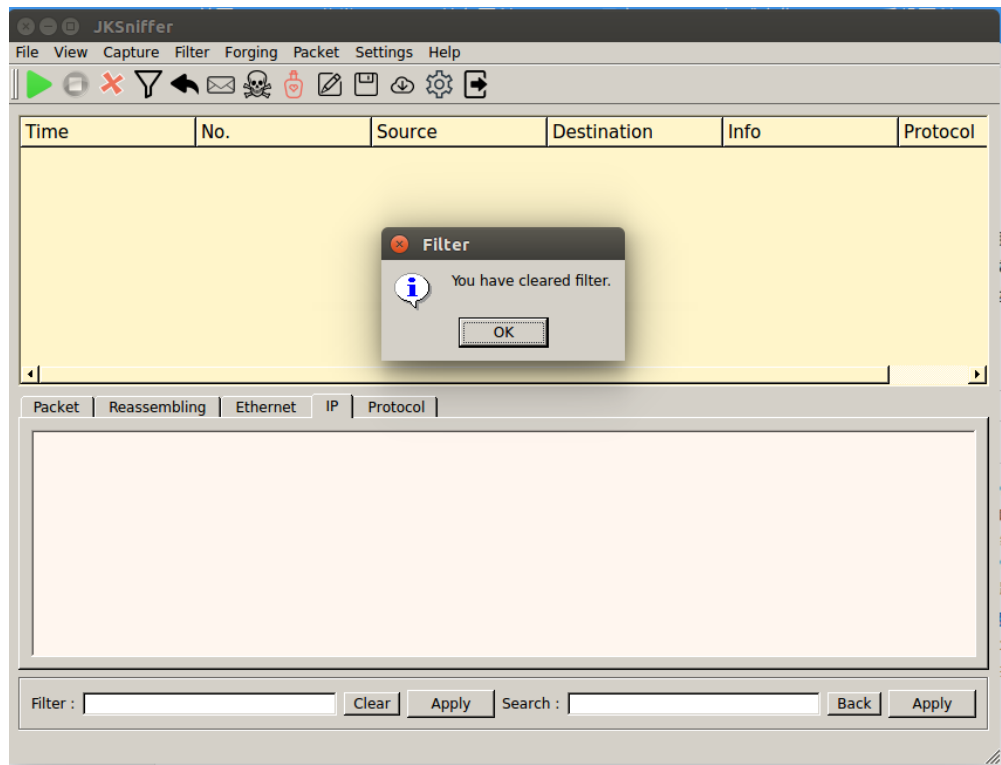 JKSniffer
File View Capture Filter Forging Packet Settings Help
Time No. Source Destination Info Protocol
Filter
You have cleared filter.
OK
Packet Reassembling Ethernet IP Protocol
Filter : Clear Apply Search : Back Apply